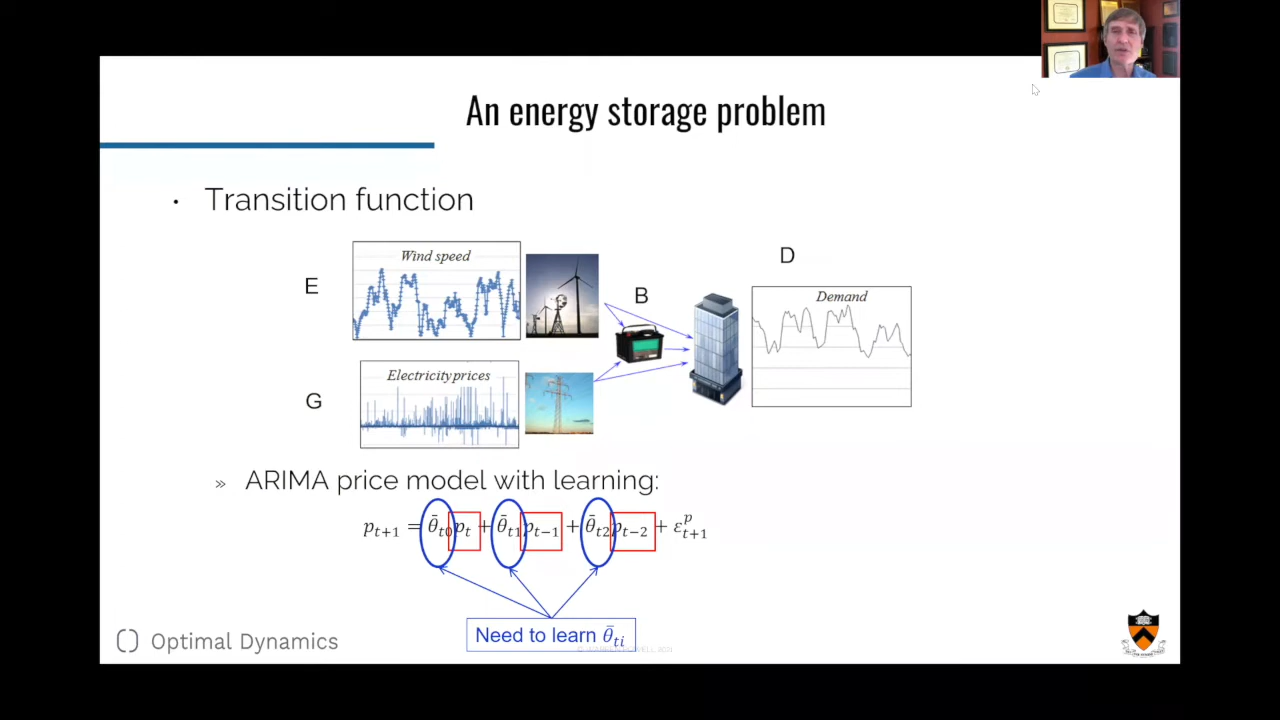 An energy storage problem
• Transition function
D
E
Wind speed
B
Demand
G
Electricity prices
» ARIMA price model with learning:
p_{t+1} = θ̄_{t0} p_t + θ̄_{t1} p_{t−1} + θ̄_{t2} p_{t−2} + ε^p_{t+1}
Need to learn θ̄_{ti}
Optimal Dynamics